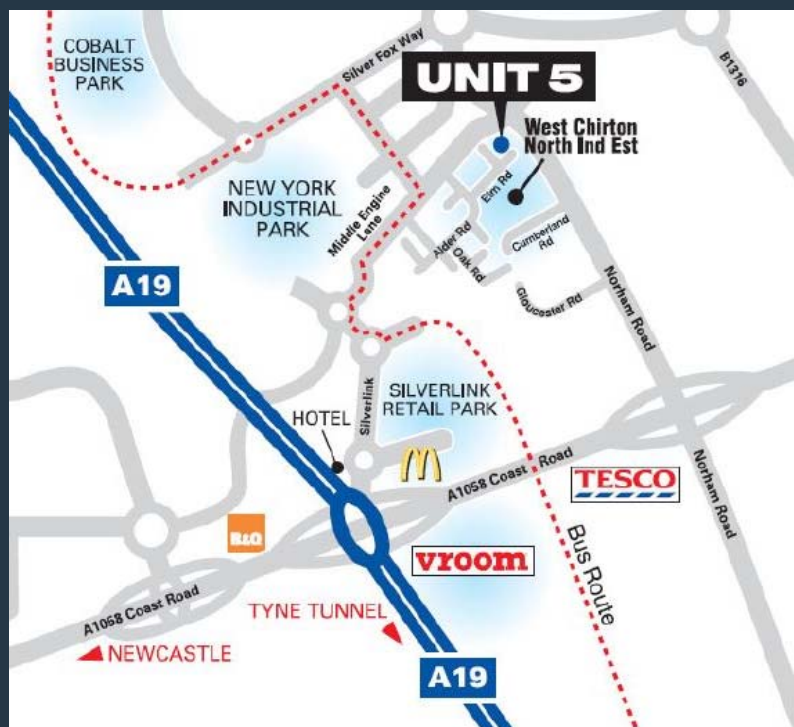 COBALT
BUSINESS
PARK
Silver Fox Way
B1316
UNIT 5
West Chirton
North Ind Est
NEW YORK
INDUSTRIAL
PARK
Middle Engine
Lane
Elm Rd
Alder Rd
Oak Rd
Cumberland
Rd
Gloucester Rd
Norham Road
A19
SILVERLINK
RETAIL PARK
HOTEL
Silverlink
M
A1058 Coast Road
TESCO
Norham Road
B&Q
vroom
Bus Route
A1058 Coast Road
TYNE TUNNEL
NEWCASTLE
A19